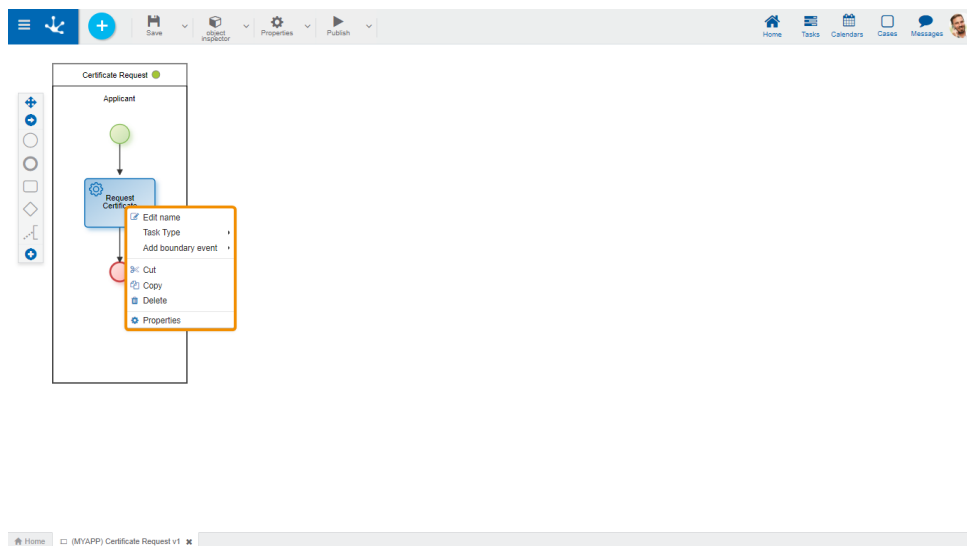 Save
object
inspector
Properties
Publish
Home
Tasks
Calendars
Cases
Messages
Certificate Request
Applicant
Request
Certificate
Edit name
Task Type
Add boundary event
Cut
Copy
Delete
Properties
Home
(MYAPP) Certificate Request v1